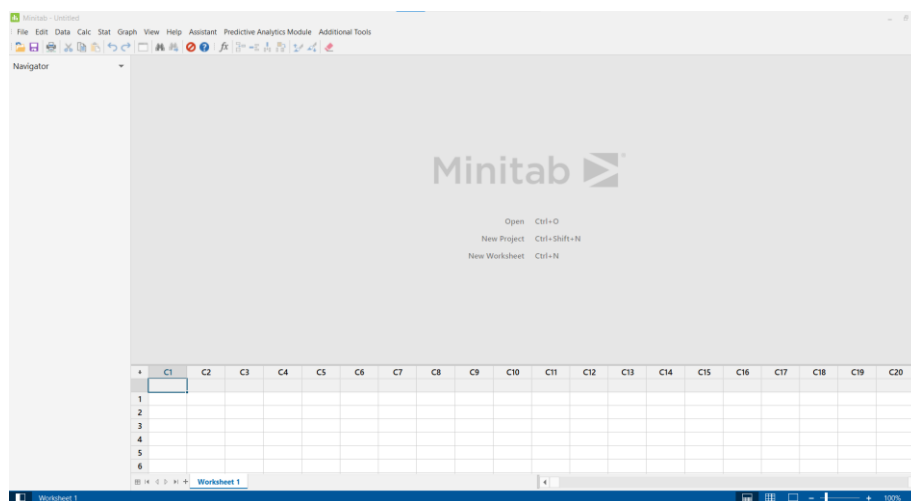 Minitab - Untitled
File Edit Data Calc Stat Graph View Help Assistant Predictive Analytics Module Additional Tools
fx
Navigator
Minitab
Open Ctrl+O
New Project Ctrl+Shift+N
New Worksheet Ctrl+N
C1 C2 C3 C4 C5 C6 C7 C8 C9 C10 C11 C12 C13 C14 C15 C16 C17 C18 C19 C20
1
2
3
4
5
6
Worksheet 1
Worksheet 1 100%